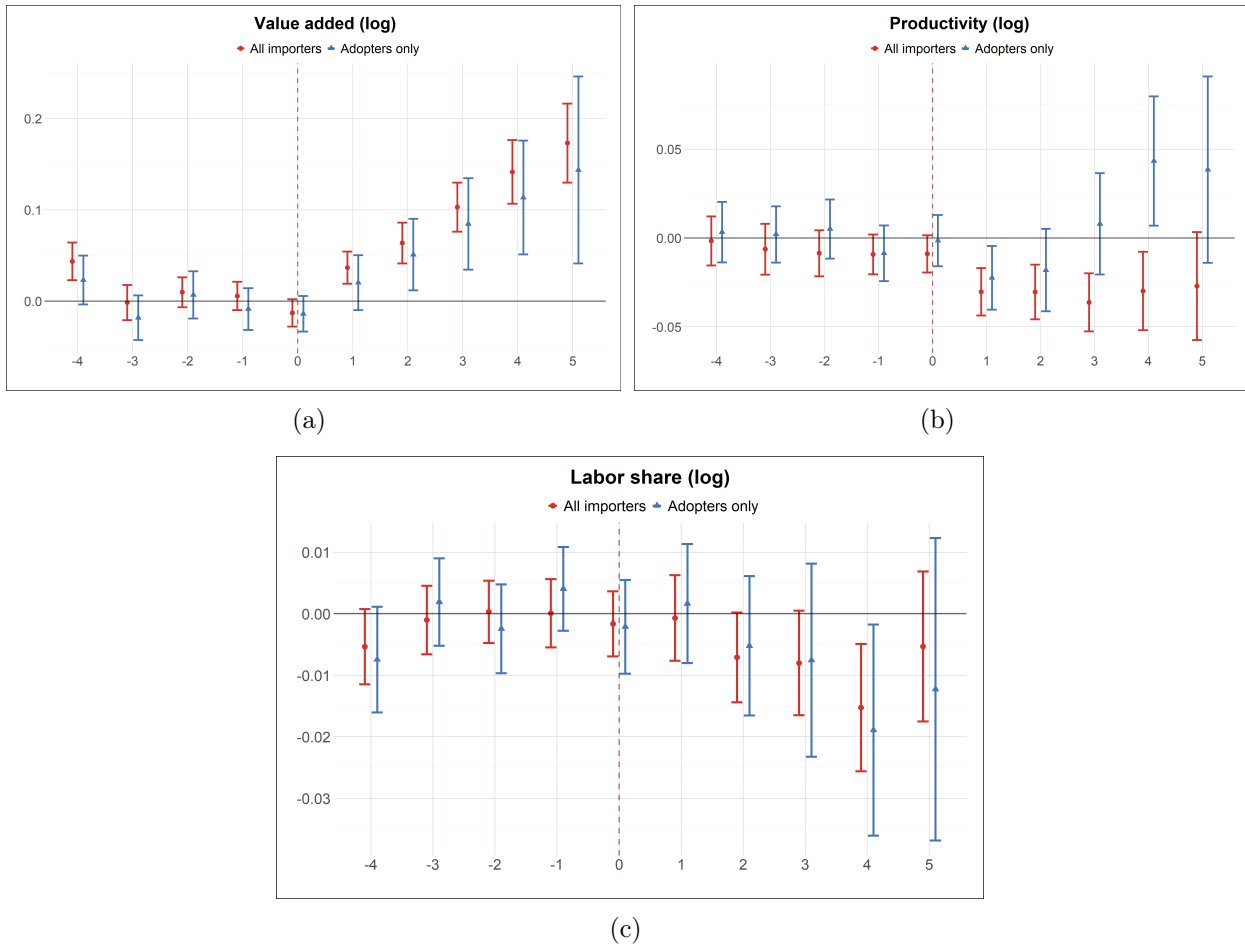 Value added (log)
All importers Adopters only
0.2
0.1
0.0
-4 -3 -2 -1 0 1 2 3 4 5
(a)
Productivity (log)
All importers Adopters only
0.05
0.00
-0.05
-4 -3 -2 -1 0 1 2 3 4 5
(b)
Labor share (log)
All importers Adopters only
0.01
0.00
-0.01
-0.02
-0.03
-4 -3 -2 -1 0 1 2 3 4 5
(c)